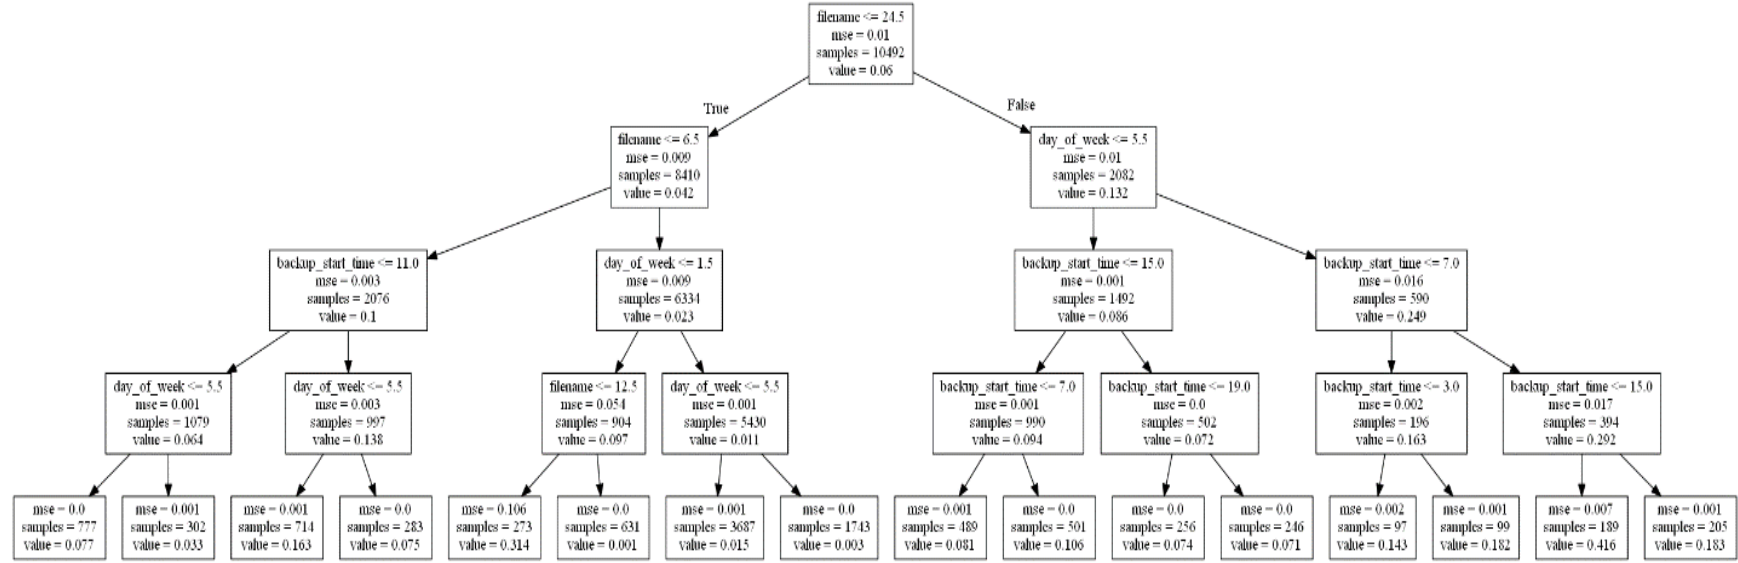 filename <= 24.5
mse = 0.01
samples = 10492
value = 0.06
True
False
filename <= 6.5
mse = 0.009
samples = 8410
value = 0.042
day_of_week <= 5.5
mse = 0.01
samples = 2082
value = 0.132
backup_start_time <= 11.0
mse = 0.003
samples = 2076
value = 0.1
day_of_week <= 1.5
mse = 0.009
samples = 6334
value = 0.023
backup_start_time <= 15.0
mse = 0.001
samples = 1492
value = 0.086
backup_start_time <= 7.0
mse = 0.016
samples = 590
value = 0.249
day_of_week <= 5.5
mse = 0.001
samples = 1079
value = 0.064
day_of_week <= 5.5
mse = 0.003
samples = 997
value = 0.138
filename <= 12.5
mse = 0.054
samples = 904
value = 0.097
day_of_week <= 5.5
mse = 0.001
samples = 5430
value = 0.011
backup_start_time <= 7.0
mse = 0.001
samples = 990
value = 0.094
backup_start_time <= 19.0
mse = 0.0
samples = 502
value = 0.072
backup_start_time <= 3.0
mse = 0.002
samples = 196
value = 0.163
backup_start_time <= 15.0
mse = 0.017
samples = 394
value = 0.292
mse = 0.0
samples = 777
value = 0.077
mse = 0.001
samples = 302
value = 0.033
mse = 0.001
samples = 714
value = 0.163
mse = 0.0
samples = 283
value = 0.075
mse = 0.106
samples = 273
value = 0.314
mse = 0.0
samples = 631
value = 0.001
mse = 0.001
samples = 3687
value = 0.015
mse = 0.0
samples = 1743
value = 0.003
mse = 0.001
samples = 489
value = 0.081
mse = 0.0
samples = 501
value = 0.106
mse = 0.0
samples = 256
value = 0.074
mse = 0.0
samples = 246
value = 0.071
mse = 0.002
samples = 97
value = 0.143
mse = 0.001
samples = 99
value = 0.182
mse = 0.007
samples = 189
value = 0.416
mse = 0.001
samples = 205
value = 0.183